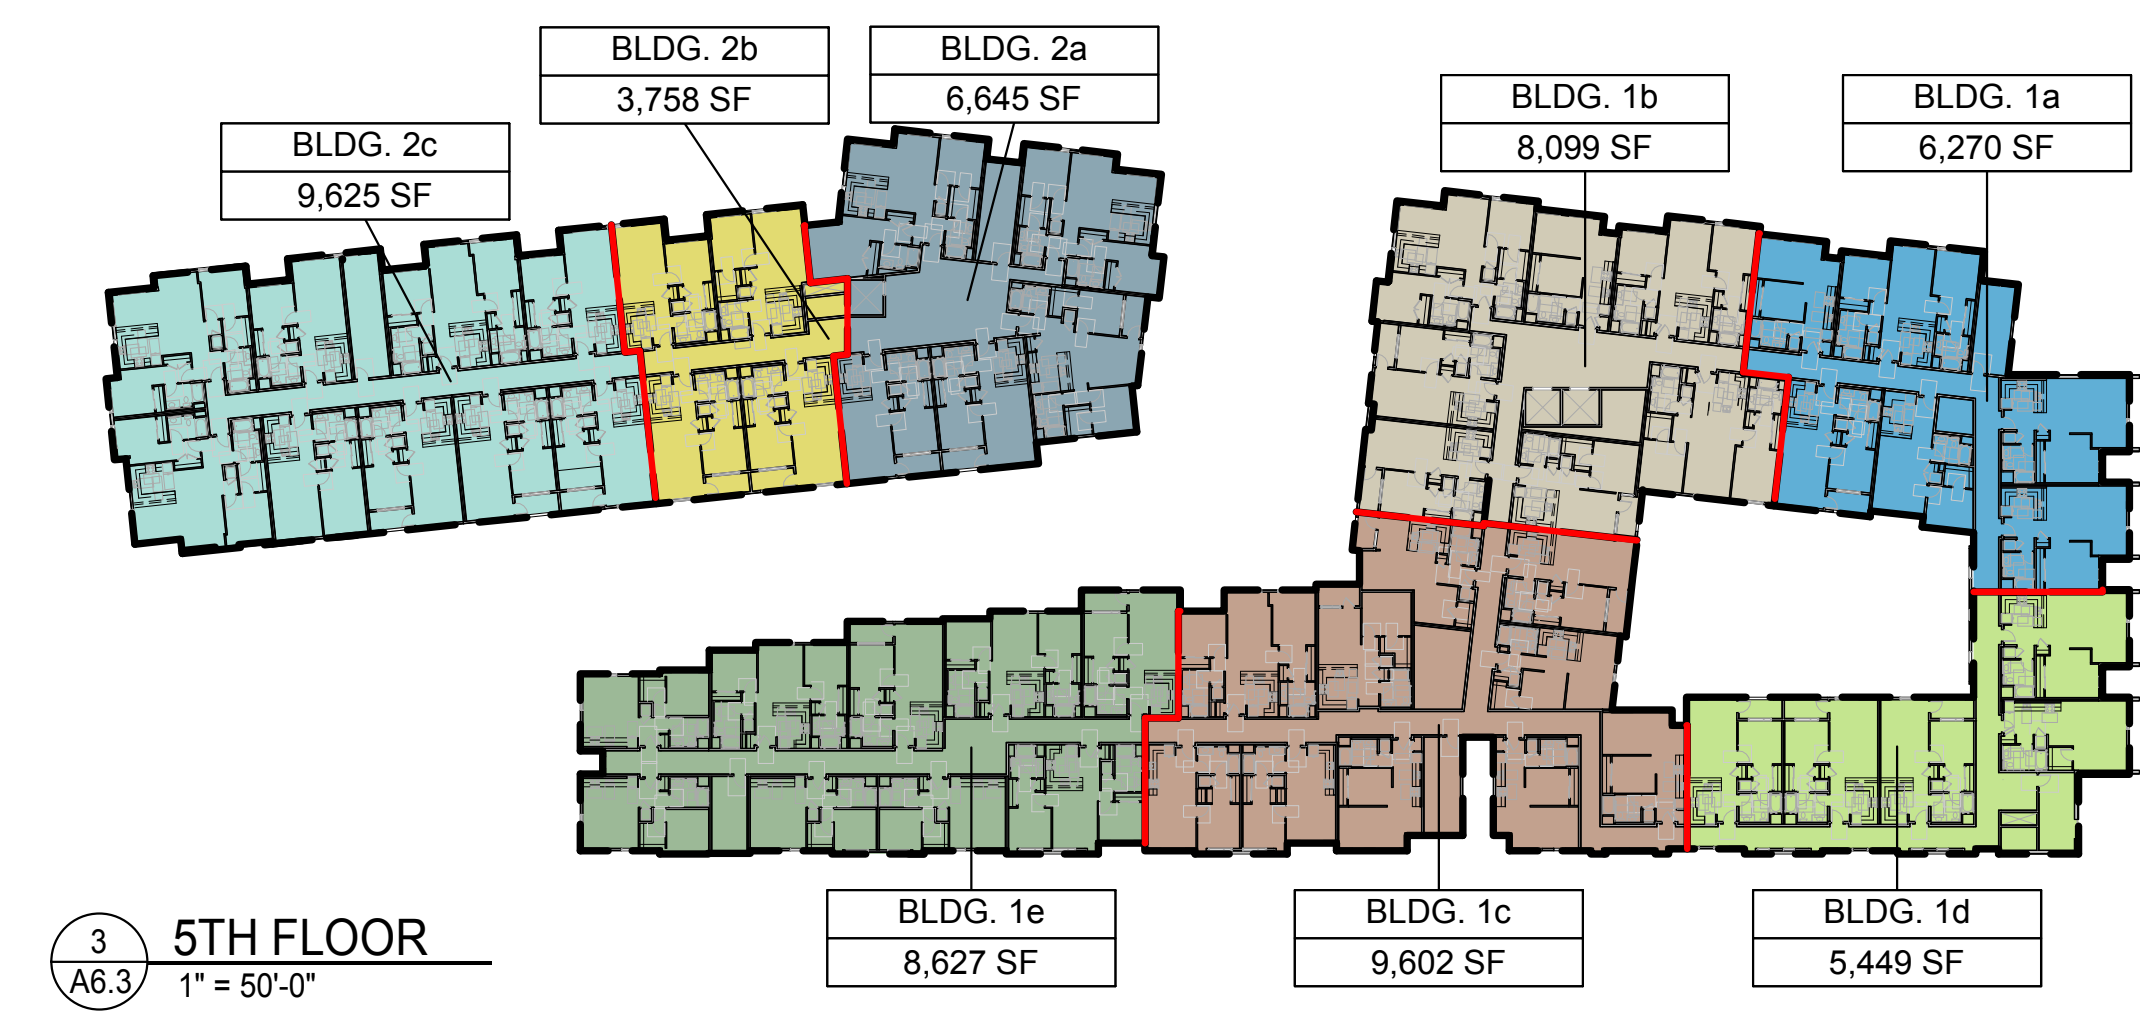 BLDG. 2b
3,758 SF
BLDG. 2a
6,645 SF
BLDG. 1b
8,099 SF
BLDG. 1a
6,270 SF
BLDG. 2c
9,625 SF
BLDG. 1e
8,627 SF
BLDG. 1c
9,602 SF
BLDG. 1d
5,449 SF
3
A6.3
5TH FLOOR
1" = 50'-0"